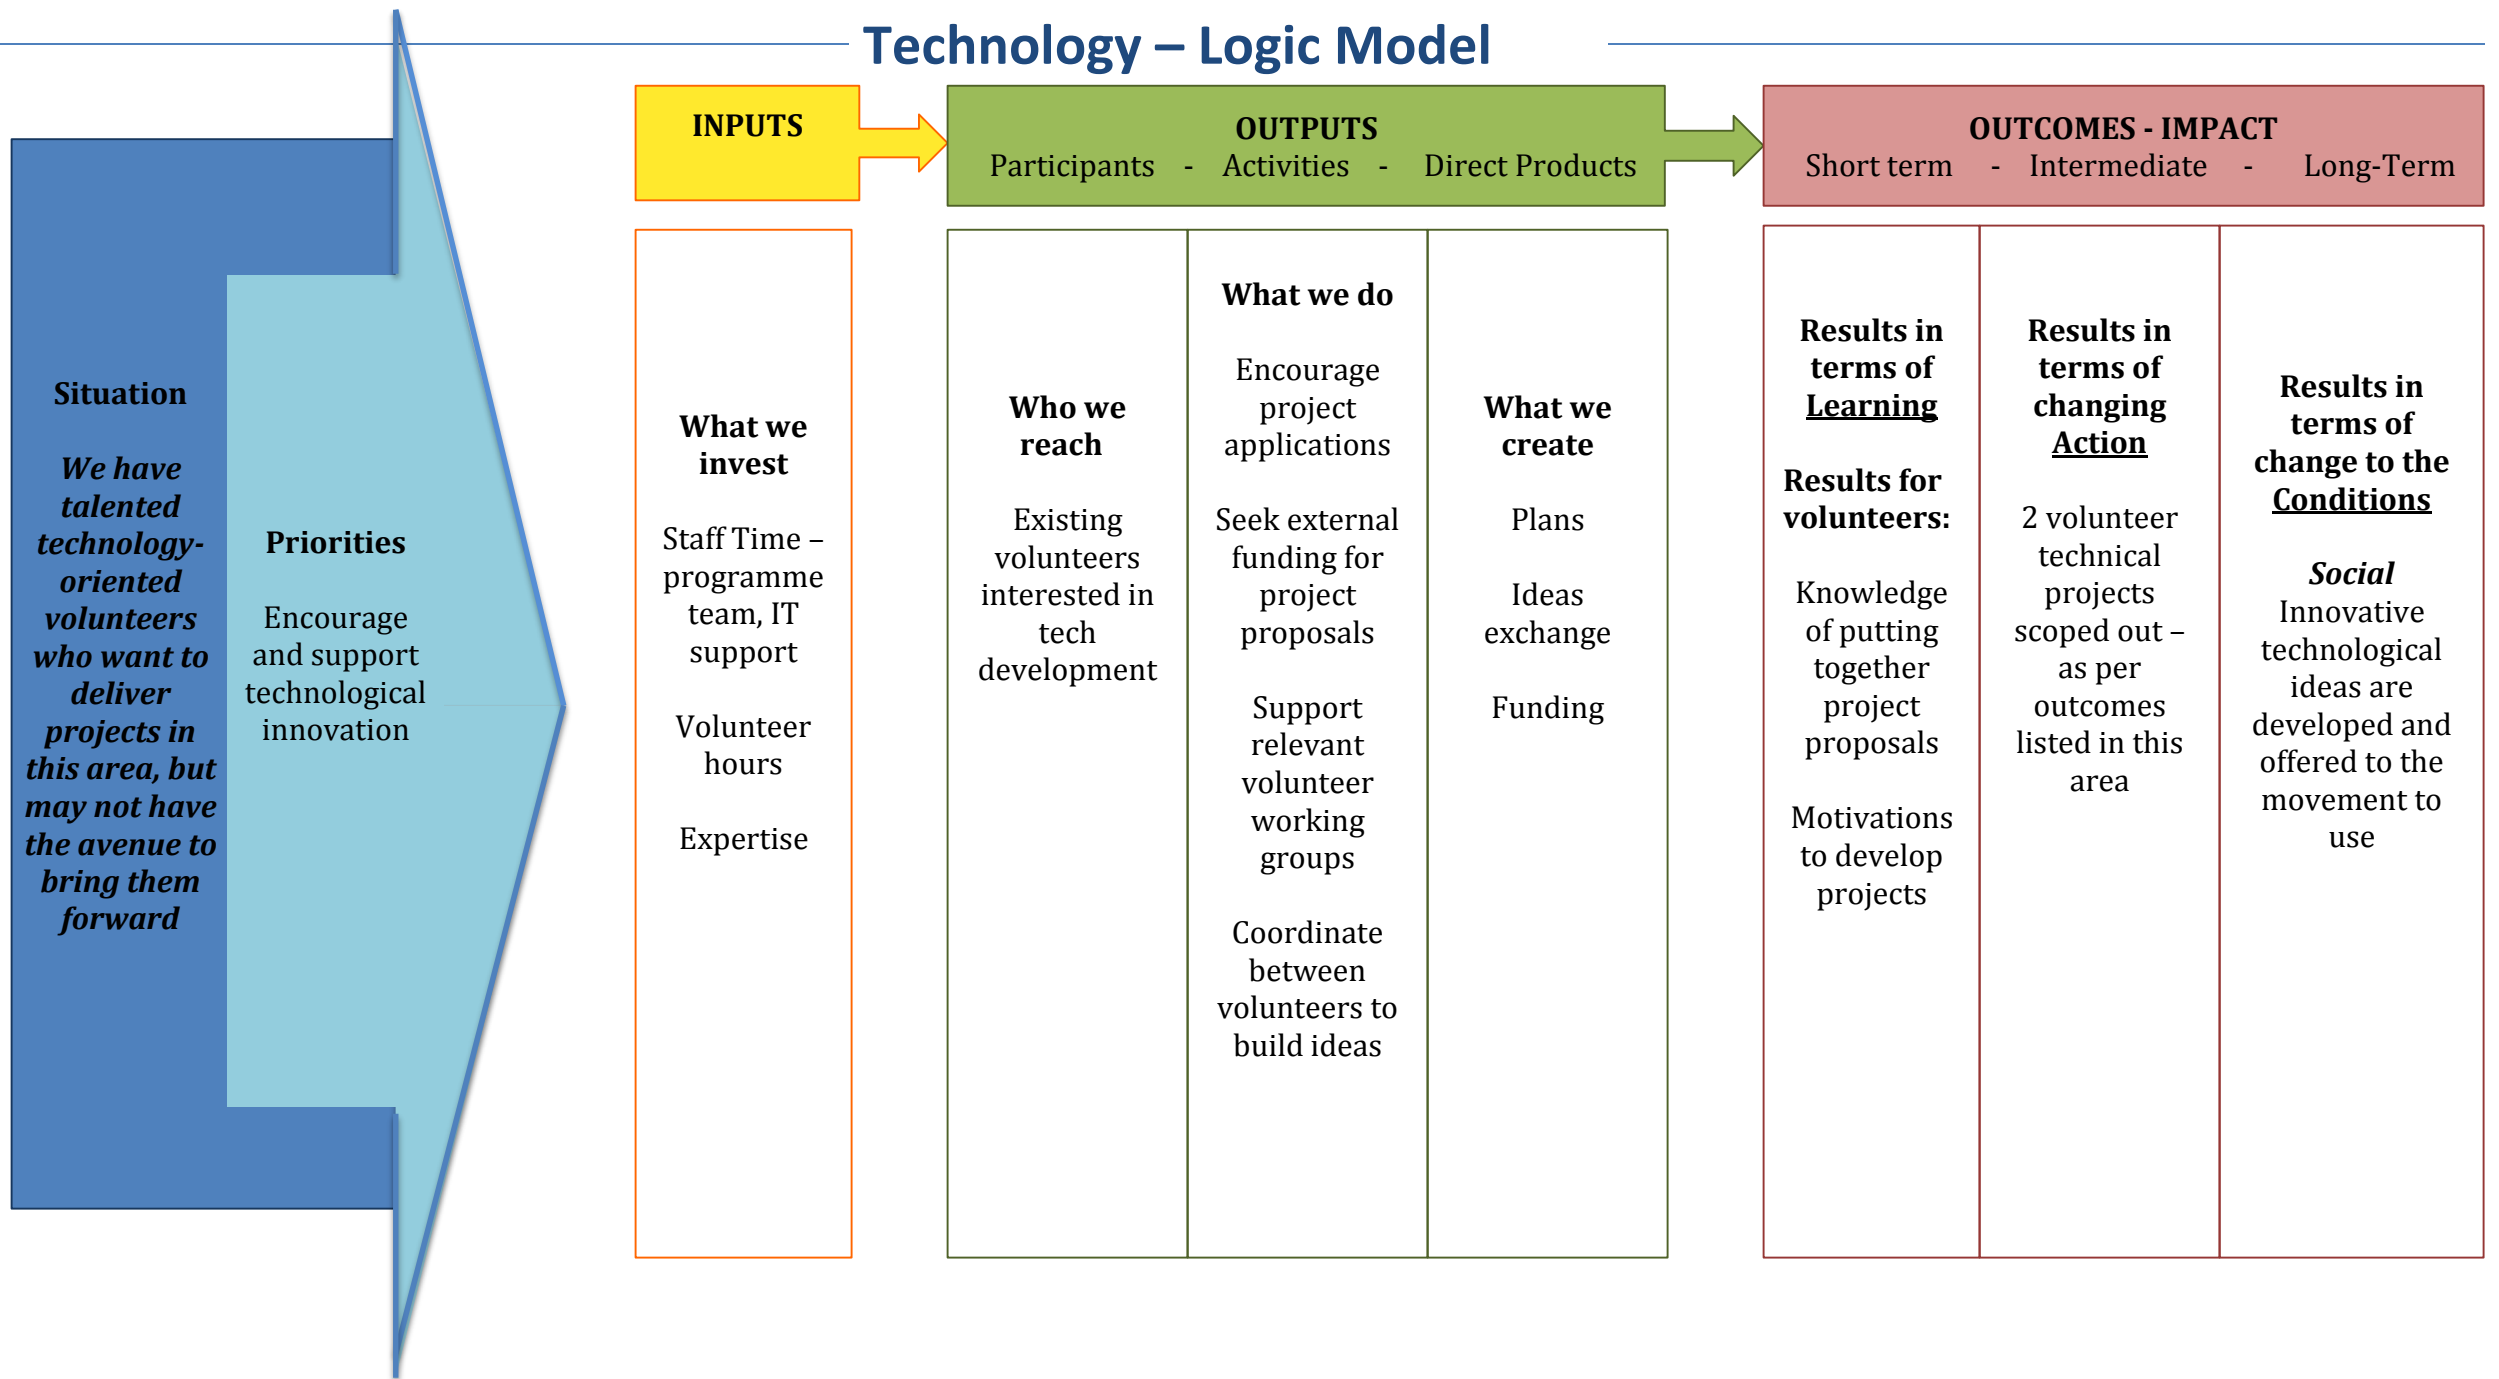 Technology – Logic Model
Situation
We have
talented
technology-
oriented
volunteers
who want to
deliver
projects in
this area, but
may not have
the avenue to
bring them
forward
Priorities
Encourage
and support
technological
innovation
INPUTS
What we
invest
Staff Time –
programme
team, IT
support
Volunteer
hours
Expertise
OUTPUTS
Participants - Activities - Direct Products
Who we
reach
Existing
volunteers
interested in
tech
development
What we do
Encourage
project
applications
Seek external
funding for
project
proposals
Support
relevant
volunteer
working
groups
Coordinate
between
volunteers to
build ideas
What we
create
Plans
Ideas
exchange
Funding
OUTCOMES - IMPACT
Short term - Intermediate - Long-Term
Results in
terms of
Learning
Results for
volunteers:
Knowledge
of putting
together
project
proposals
Motivations
to develop
projects
Results in
terms of
changing
Action
2 volunteer
technical
projects
scoped out –
as per
outcomes
listed in this
area
Results in
terms of
change to the
Conditions
Social
Innovative
technological
ideas are
developed and
offered to the
movement to
use